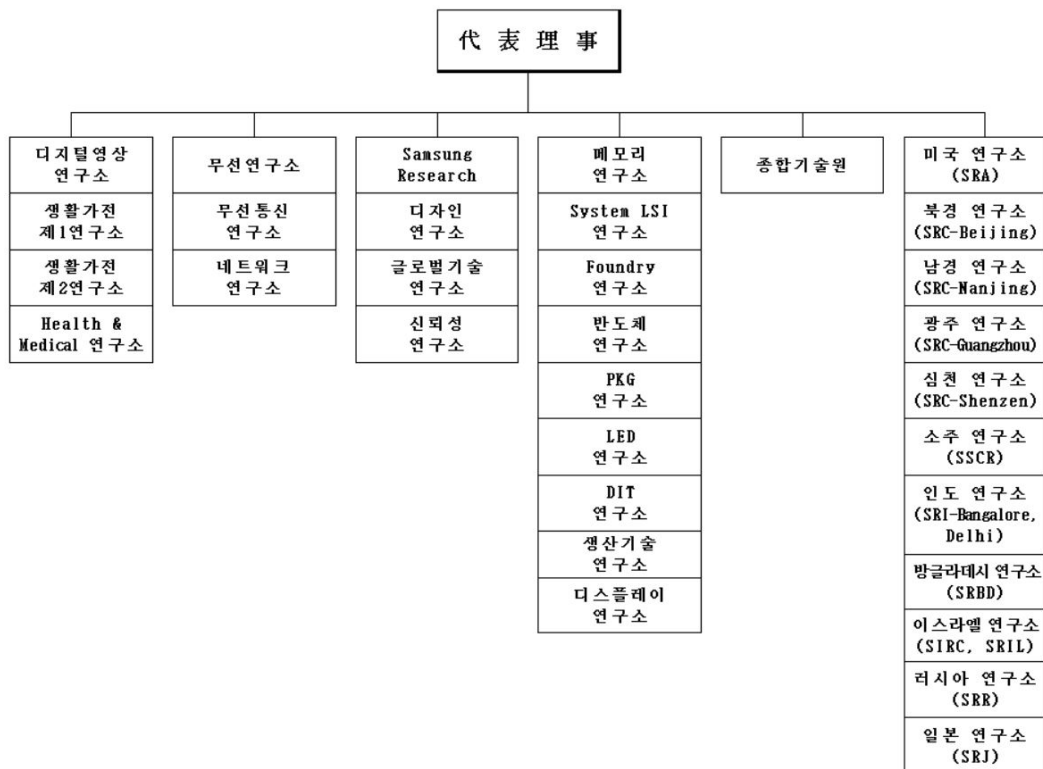 代 表 理 事
디지털영상
연구소
생활가전
제1연구소
생활가전
제2연구소
Health &
Medical 연구소
무선연구소
무선통신
연구소
네트워크
연구소
Samsung
Research
디자인
연구소
글로벌기술
연구소
신뢰성
연구소
메모리
연구소
System LSI
연구소
Foundry
연구소
반도체
연구소
PKG
연구소
LED
연구소
DIT
연구소
생산기술
연구소
디스플레이
연구소
종합기술원
미국 연구소
(SRA)
북경 연구소
(SRC-Beijing)
남경 연구소
(SRC-Nanjing)
광주 연구소
(SRC-Guangzhou)
심천 연구소
(SRC-Shenzen)
소주 연구소
(SSCR)
인도 연구소
(SRI-Bangalore,
Delhi)
방글라데시 연구소
(SRBD)
이스라엘 연구소
(SIRC, SRIL)
러시아 연구소
(SRR)
일본 연구소
(SRJ)